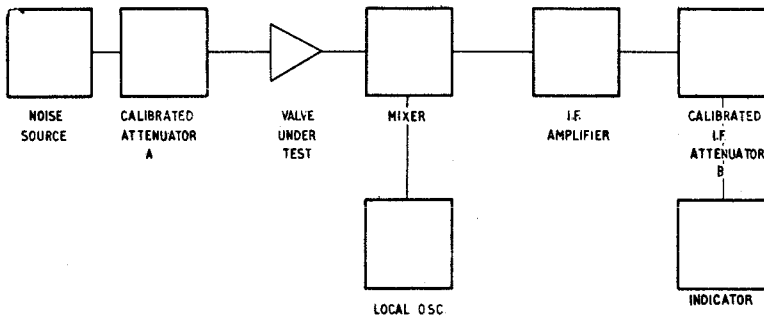 NOISE
SOURCE
CALIBRATED
ATTENUATOR
A
VALVE
UNDER
TEST
MIXER
I.F.
AMPLIFIER
CALIBRATED
I.F.
ATTENUATOR
B
LOCAL OSC.
INDICATOR